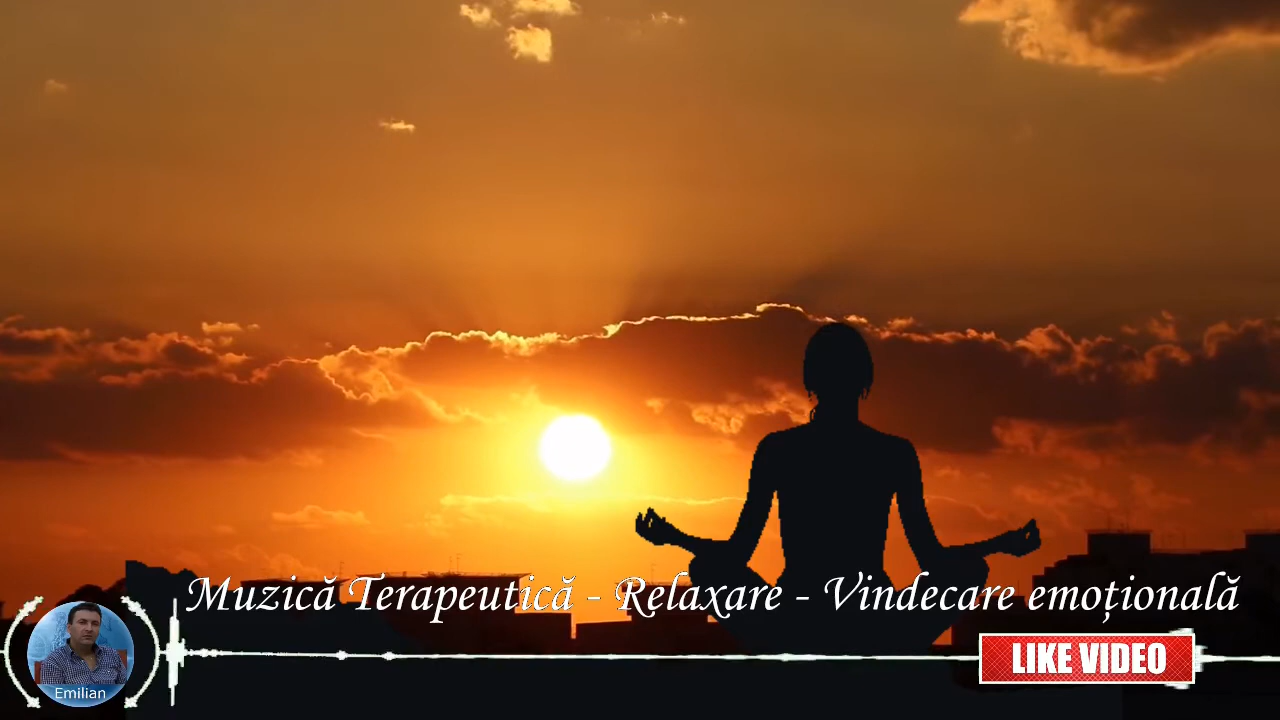 Muzică Terapeutică - Relaxare - Vindecare emoțională
LIKE VIDEO
Emilian